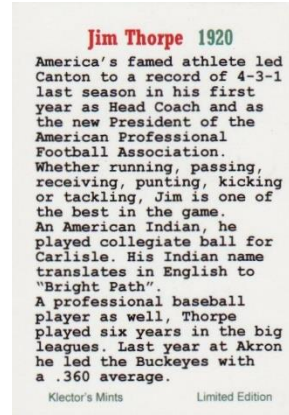 Jim Thorpe 1920
America's famed athlete led
Canton to a record of 4-3-1
last season in his first
year as Head Coach and as
the new President of the
American Professional
Football Association.
Whether running, passing,
receiving, punting, kicking
or tackling, Jim is one of
the best in the game.
An American Indian, he
played collegiate ball for
Carlisle. His Indian name
translates in English to
"Bright Path".
A professional baseball
player as well, Thorpe
played six years in the big
leagues. Last year at Akron
he led the Buckeyes with
a .360 average.
Klector's Mints Limited Edition